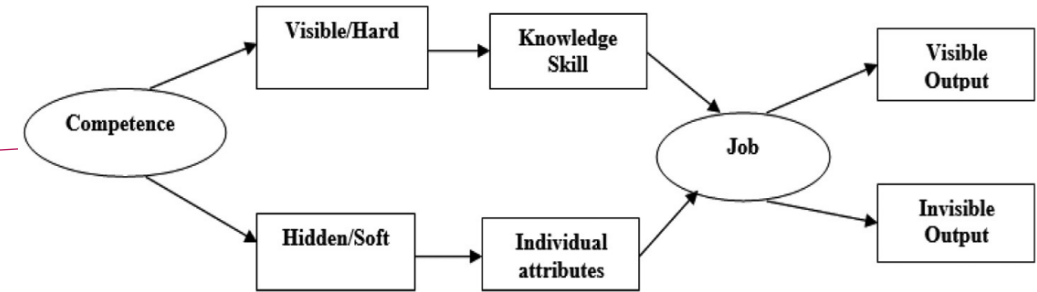 Visible/Hard
Knowledge
Skill
Visible
Output
Competence
Job
Hidden/Soft
Individual
attributes
Invisible
Output